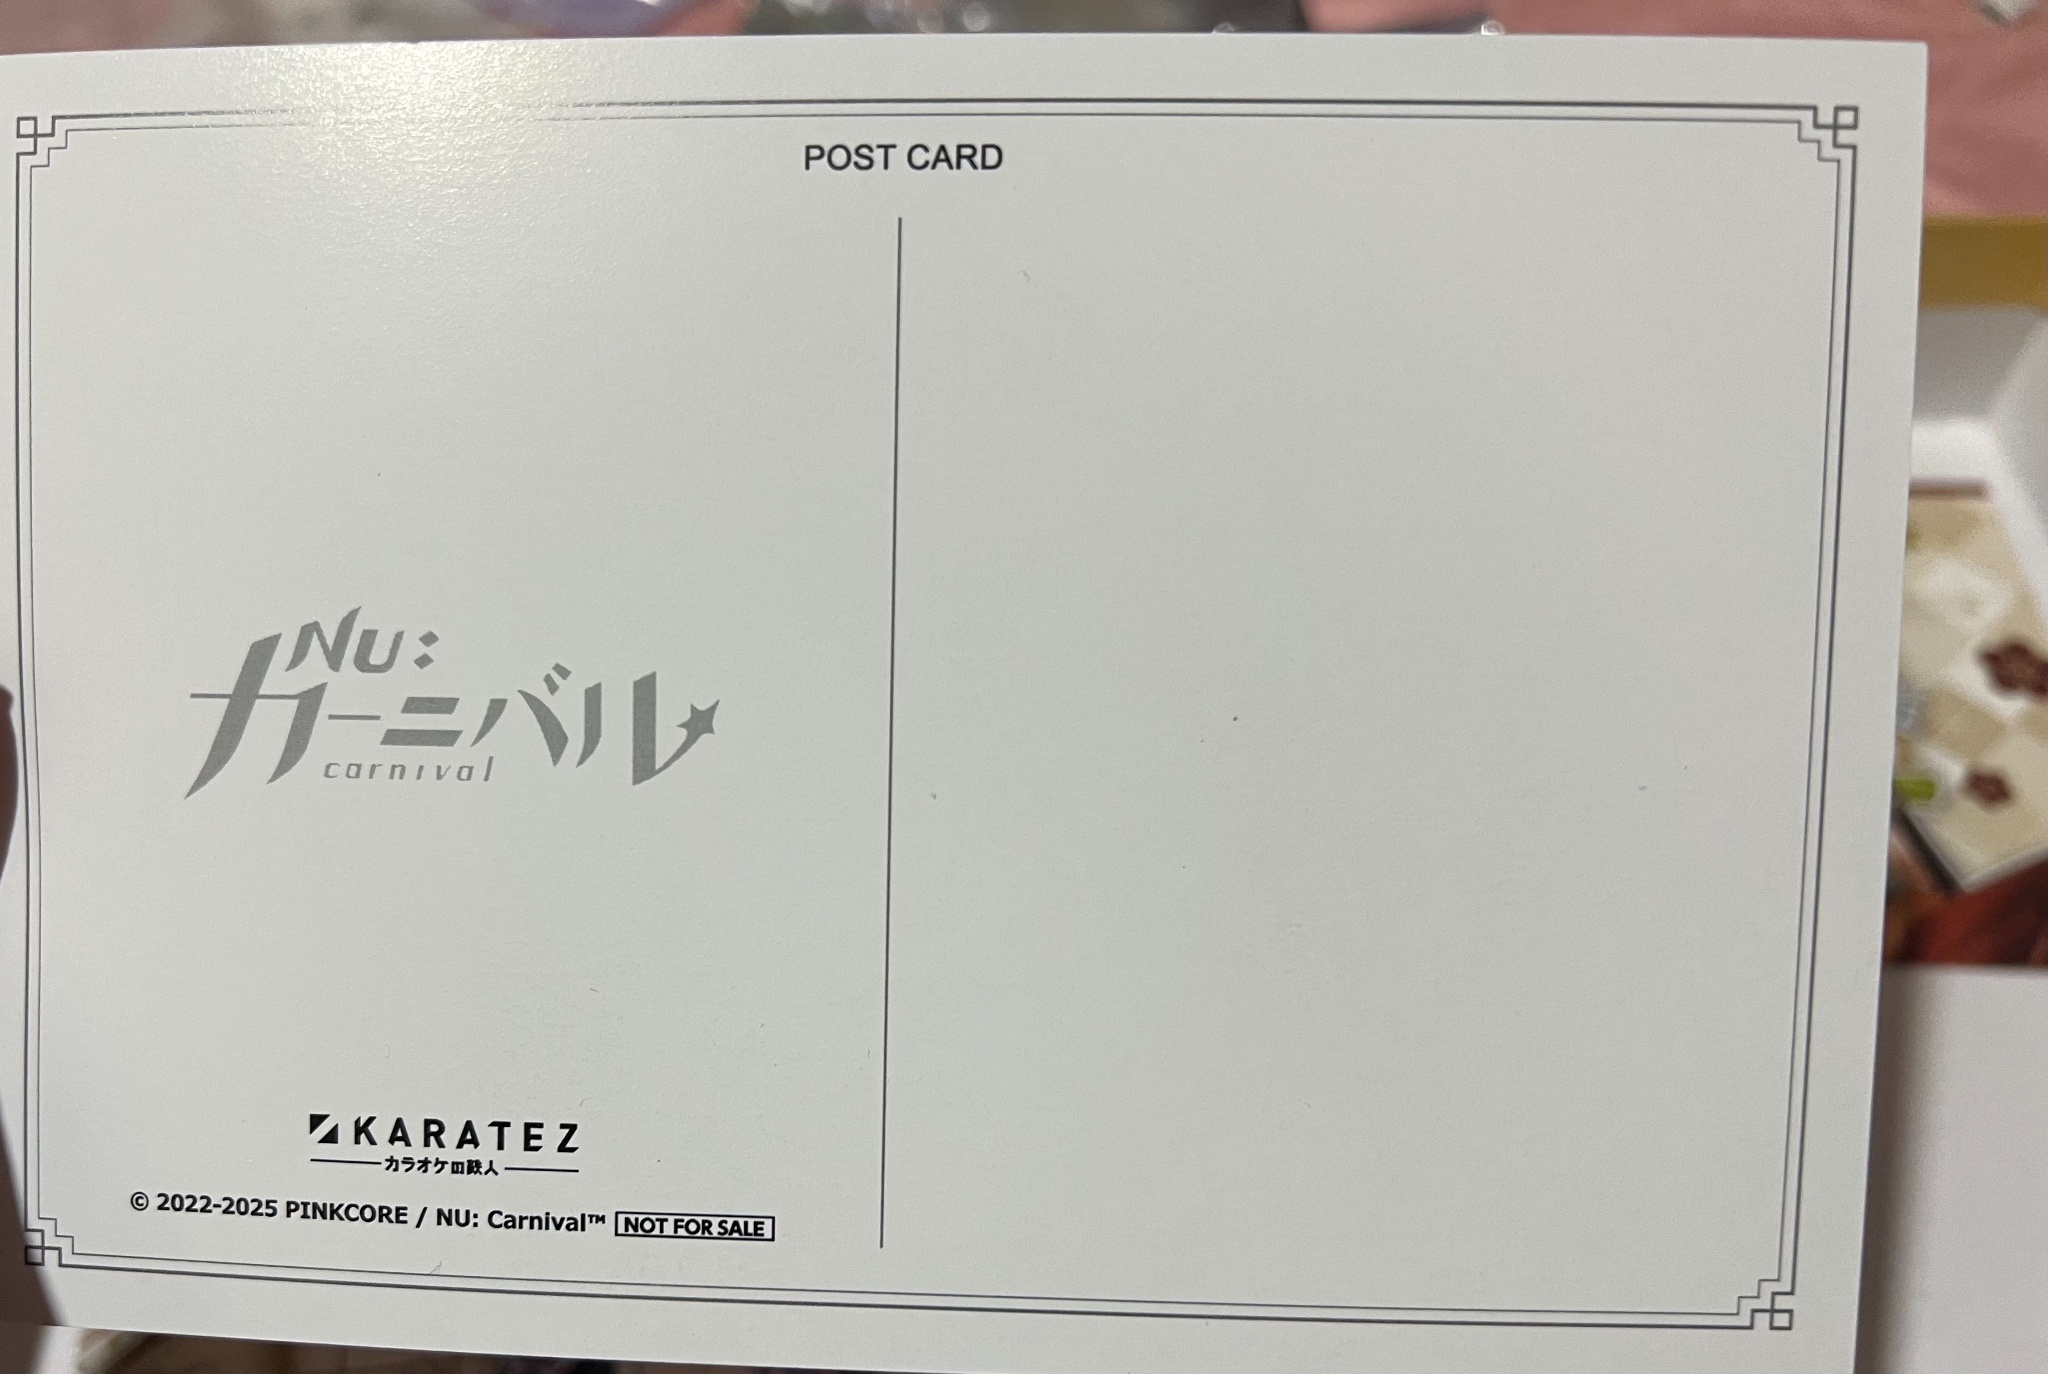 POST CARD
NU:
カーニバル
carnival
KARATEZ
カラオケの鉄人
© 2022-2025 PINKCORE / NU: Carnival™ NOT FOR SALE